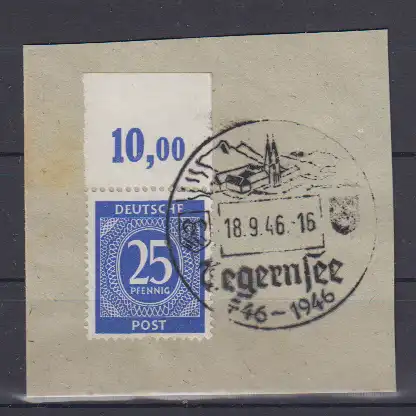 10,00
DEUTSCHE
25
PFENNIG
POST
18.9.46.-16
Tegernsee
746-1946